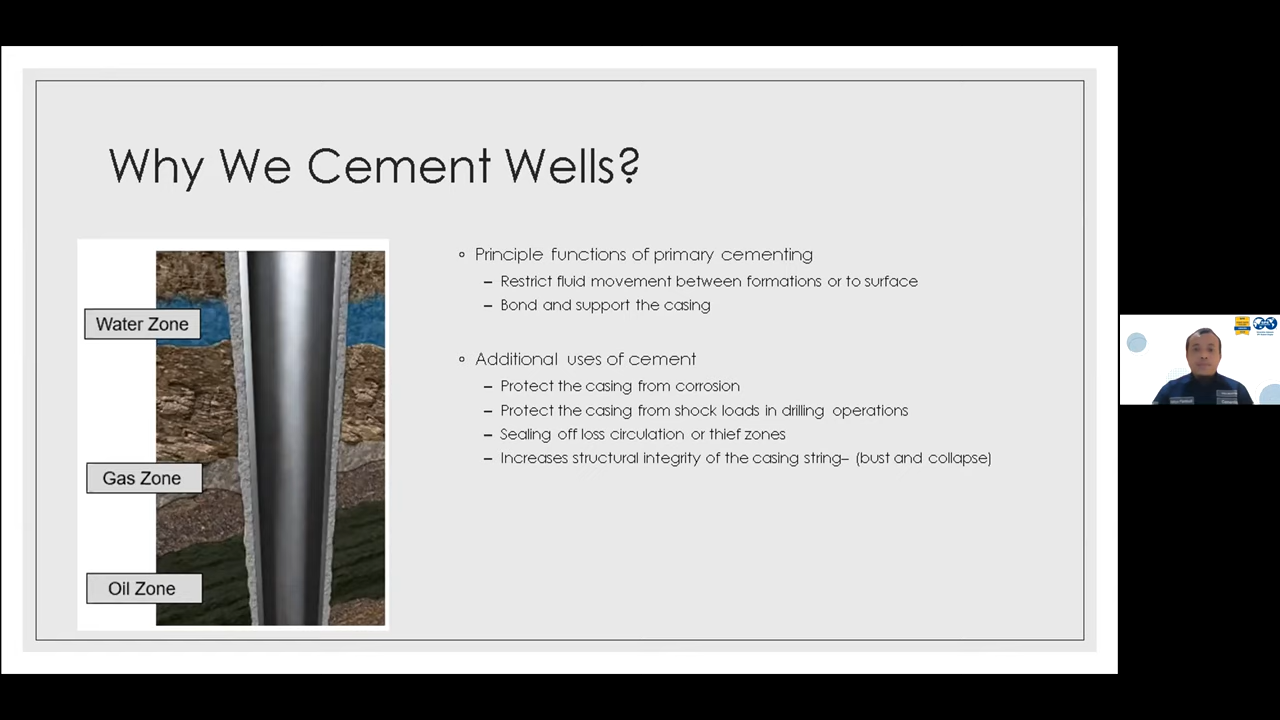 Why We Cement Wells?
Water Zone
Gas Zone
Oil Zone
◦ Principle functions of primary cementing
– Restrict fluid movement between formations or to surface
– Bond and support the casing
◦ Additional uses of cement
– Protect the casing from corrosion
– Protect the casing from shock loads in drilling operations
– Sealing off loss circulation or thief zones
– Increases structural integrity of the casing string– (bust and collapse)